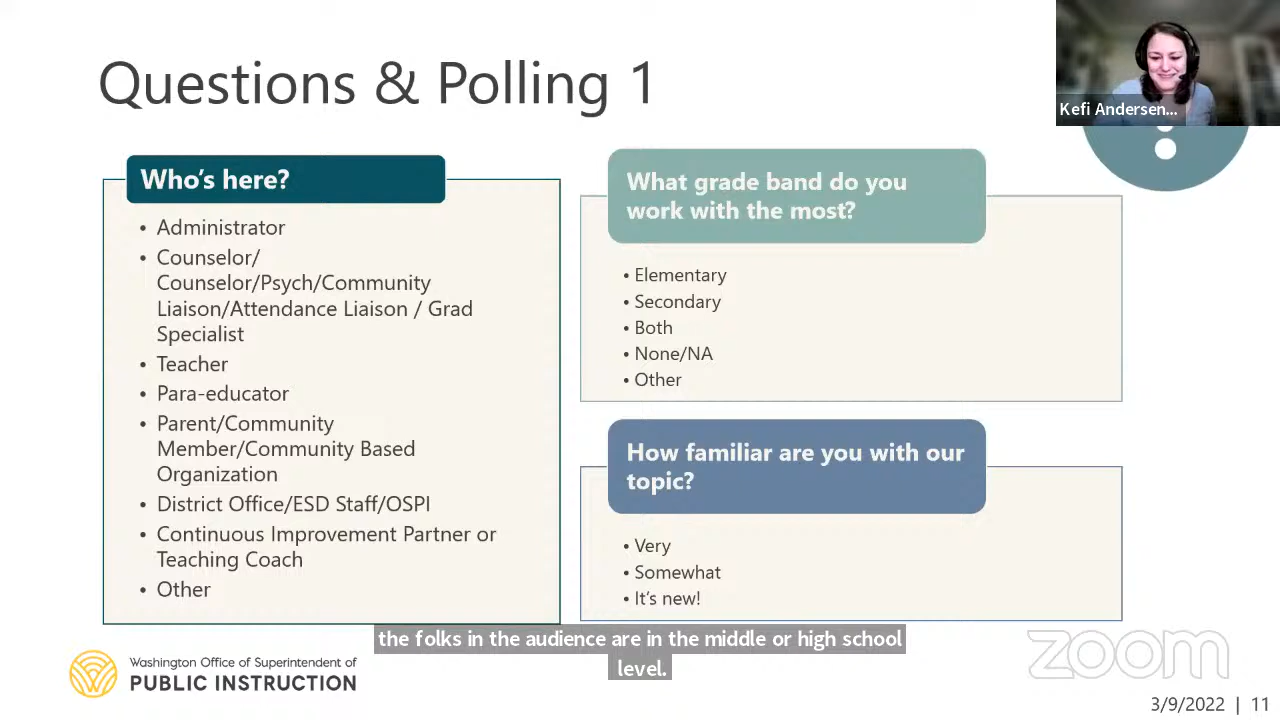 Questions & Polling 1
Kefi Andersen...
Who's here?
• Administrator
• Counselor/
Counselor/Psych/Community
Liaison/Attendance Liaison / Grad
Specialist
• Teacher
• Para-educator
• Parent/Community
Member/Community Based
Organization
• District Office/ESD Staff/OSPI
• Continuous Improvement Partner or
Teaching Coach
• Other
What grade band do you
work with the most?
• Elementary
• Secondary
• Both
• None/NA
• Other
How familiar are you with our
topic?
• Very
• Somewhat
• It's new!
the folks in the audience are in the middle or high school
level.
Washington Office of Superintendent of
PUBLIC INSTRUCTION
zoom
3/9/2022 | 11